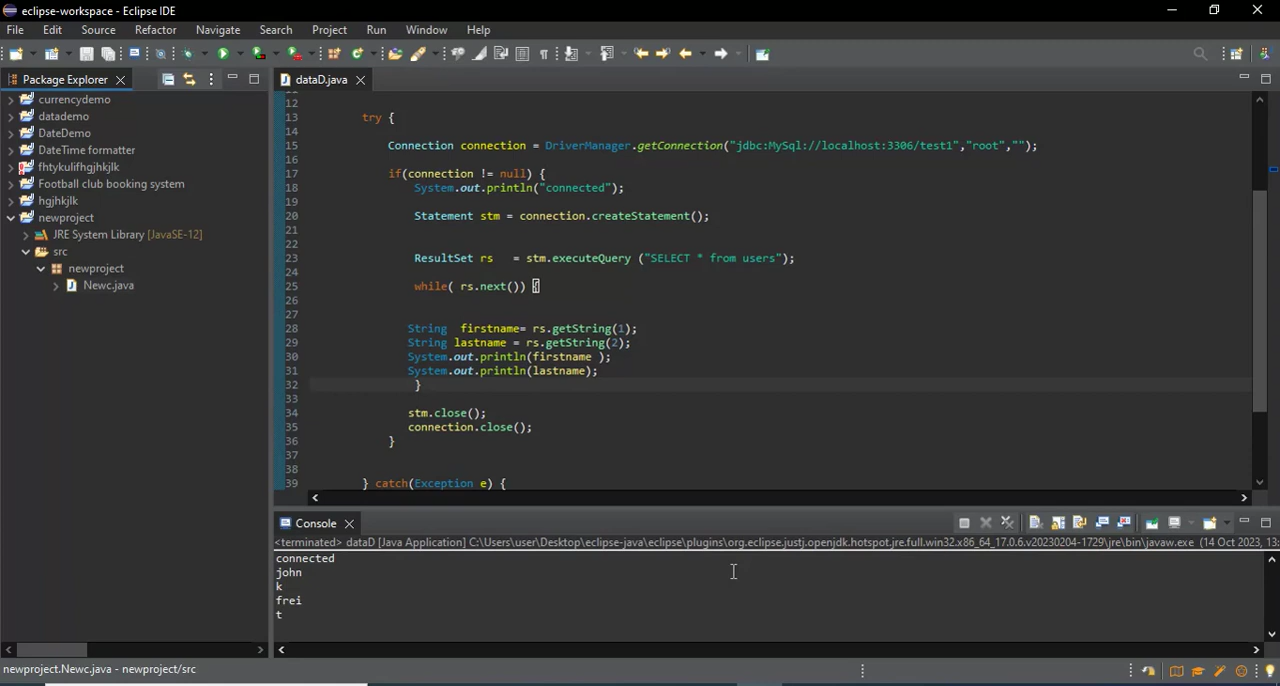 eclipse-workspace - Eclipse IDE
File Edit Source Refactor Navigate Search Project Run Window Help
Package Explorer
dataD.java
currencydemo
datademo
DateDemo
DateTime formatter
fhtykulifhgjhkjlk
Football club booking system
hgjhkjlk
newproject
JRE System Library [JavaSE-12]
src
newproject
Newc.java
12
13 try {
14
15 Connection connection = DriverManager.getConnection("jdbc:MySql://localhost:3306/test1","root","");
16
17 if(connection != null) {
18 System.out.println("connected");
19
20 Statement stm = connection.createStatement();
21
22
23 ResultSet rs = stm.executeQuery ("SELECT * from users");
24
25 while( rs.next()) {
26
27
28 String firstname= rs.getString(1);
29 String lastname = rs.getString(2);
30 System.out.println(firstname );
31 System.out.println(lastname);
32 }
33
34 stm.close();
35 connection.close();
36 }
37
38
39 } catch(Exception e) {
Console
<terminated> dataD [Java Application] C:\Users\user\Desktop\eclipse-java\eclipse\plugins\org.eclipse.justj.openjdk.hotspot.jre.full.win32.x86_64_17.0.6.v20230204-1729\jre\bin\javaw.exe (14 Oct 2023, 13:
connected
john
k
frei
t
newproject.Newc.java - newproject/src